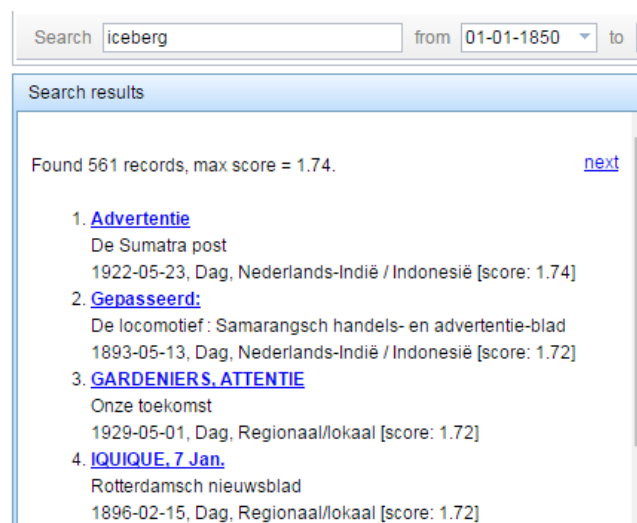 Search iceberg from 01-01-1850 to
Search results
Found 561 records, max score = 1.74. next
1. Advertentie
De Sumatra post
1922-05-23, Dag, Nederlands-Indië / Indonesië [score: 1.74]
2. Gepasseerd:
De locomotief : Samarangsch handels- en advertentie-blad
1893-05-13, Dag, Nederlands-Indië / Indonesië [score: 1.72]
3. GARDENIERS, ATTENTIE
Onze toekomst
1929-05-01, Dag, Regionaal/lokaal [score: 1.72]
4. IQUIQUE, 7 Jan.
Rotterdamsch nieuwsblad
1896-02-15, Dag, Regionaal/lokaal [score: 1.72]